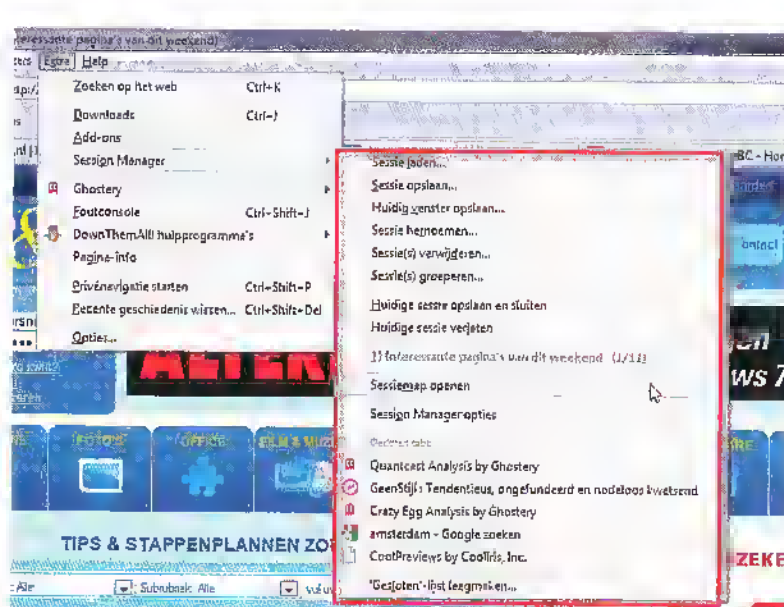 Extra Help
Zoeken op het web Ctrl+K
Downloads Ctrl+J
Add-ons
Session Manager
Ghostery
Foutconsole Ctrl+Shift+J
DownThemAll! hulpprogramma's
Pagina-info
Privénavigatie starten Ctrl+Shift+P
Recente geschiedenis wissen... Ctrl+Shift+Del
Opties...
Sessie laden...
Sessie opslaan...
Huidig venster opslaan...
Sessie hernoemen...
Sessie(s) verwijderen...
Sessie(s) groeperen...
Huidige sessie opslaan en sluiten
Huidige sessie verlaten
1) Interessante pagina's van dit weekend (1/11)
Sessiemap openen
Session Manager opties
Quantcast Analysis by Ghostery
GeenStijl: Tendentieus, ongefundeerd en nodeloos kwetsend
Crazy Egg Analysis by Ghostery
amsterdam - Google zoeken
CoolPreviews by Cooliris, Inc.
'Gesloten'-lijst leegmaken...
FOTO'S OFFICE
TIPS & STAPPENPLANNEN
Subrubriek: Alle